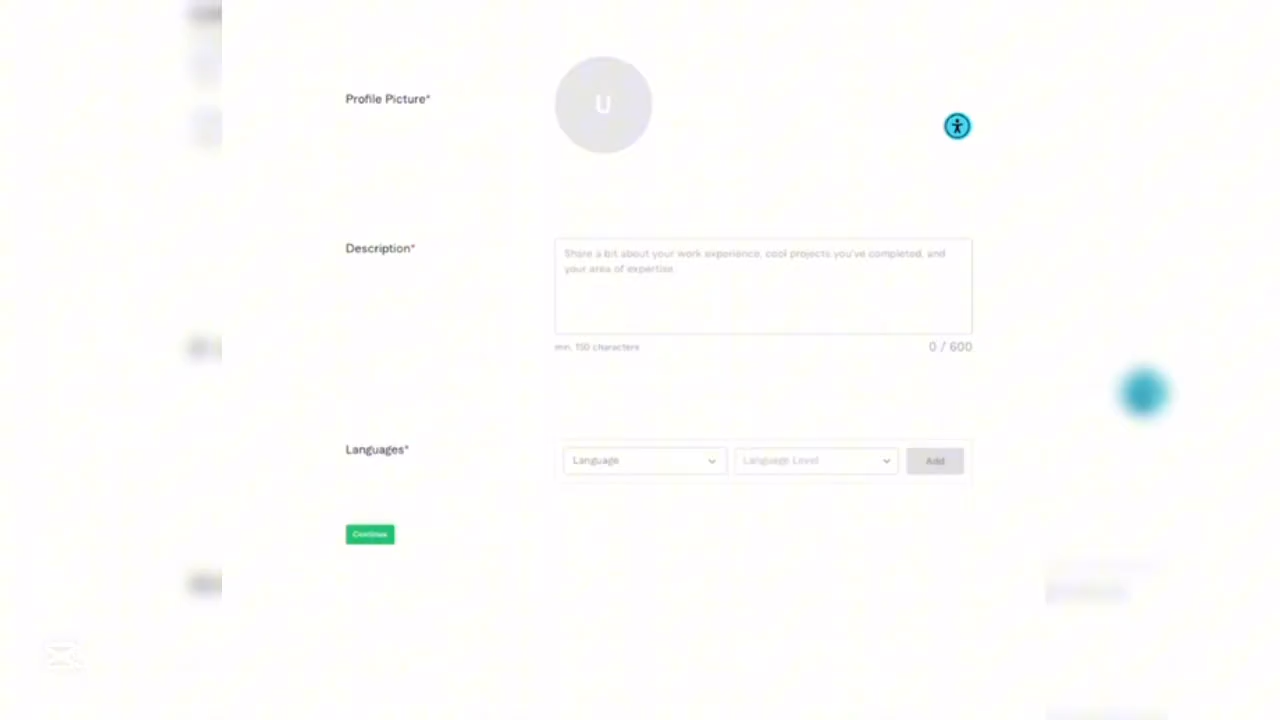 Profile Picture*
U
Description*
Share a bit about your work experience, cool projects you've completed, and
your area of expertise.
min. 150 characters
0 / 600
Languages*
Language
Language Level
Add
Continue